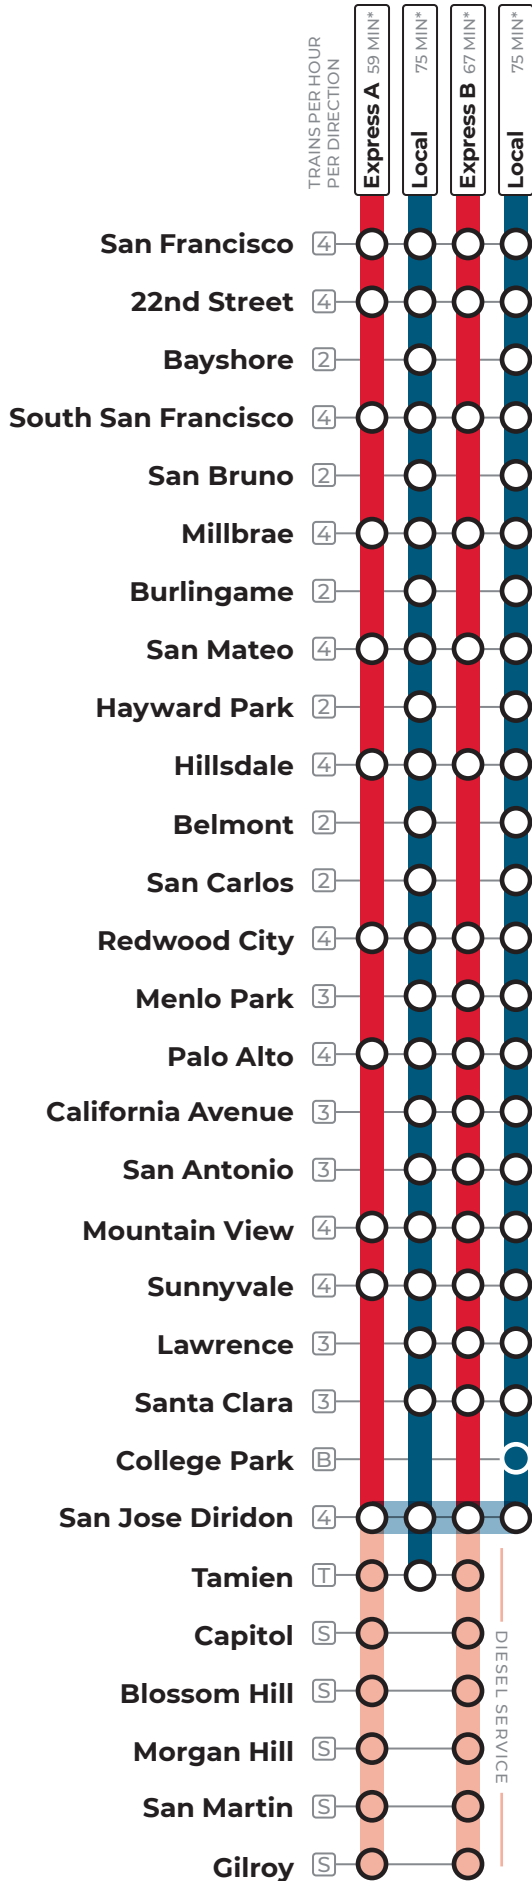 TRAINS PER HOUR
PER DIRECTION
Express A 59 MIN*
Local 75 MIN*
Express B 67 MIN*
Local 75 MIN*
San Francisco 4
22nd Street 4
Bayshore 2
South San Francisco 4
San Bruno 2
Millbrae 4
Burlingame 2
San Mateo 4
Hayward Park 2
Hillsdale 4
Belmont 2
San Carlos 2
Redwood City 4
Menlo Park 3
Palo Alto 4
California Avenue 3
San Antonio 3
Mountain View 4
Sunnyvale 4
Lawrence 3
Santa Clara 3
College Park B
San Jose Diridon 4
Tamien T
Capitol S
Blossom Hill S
Morgan Hill S
San Martin S
Gilroy S
DIESEL SERVICE